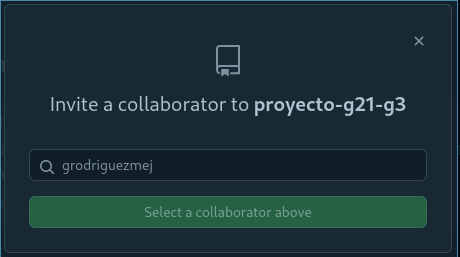 Invite a collaborator to proyecto-g21-g3
grodriguezmej
Select a collaborator above